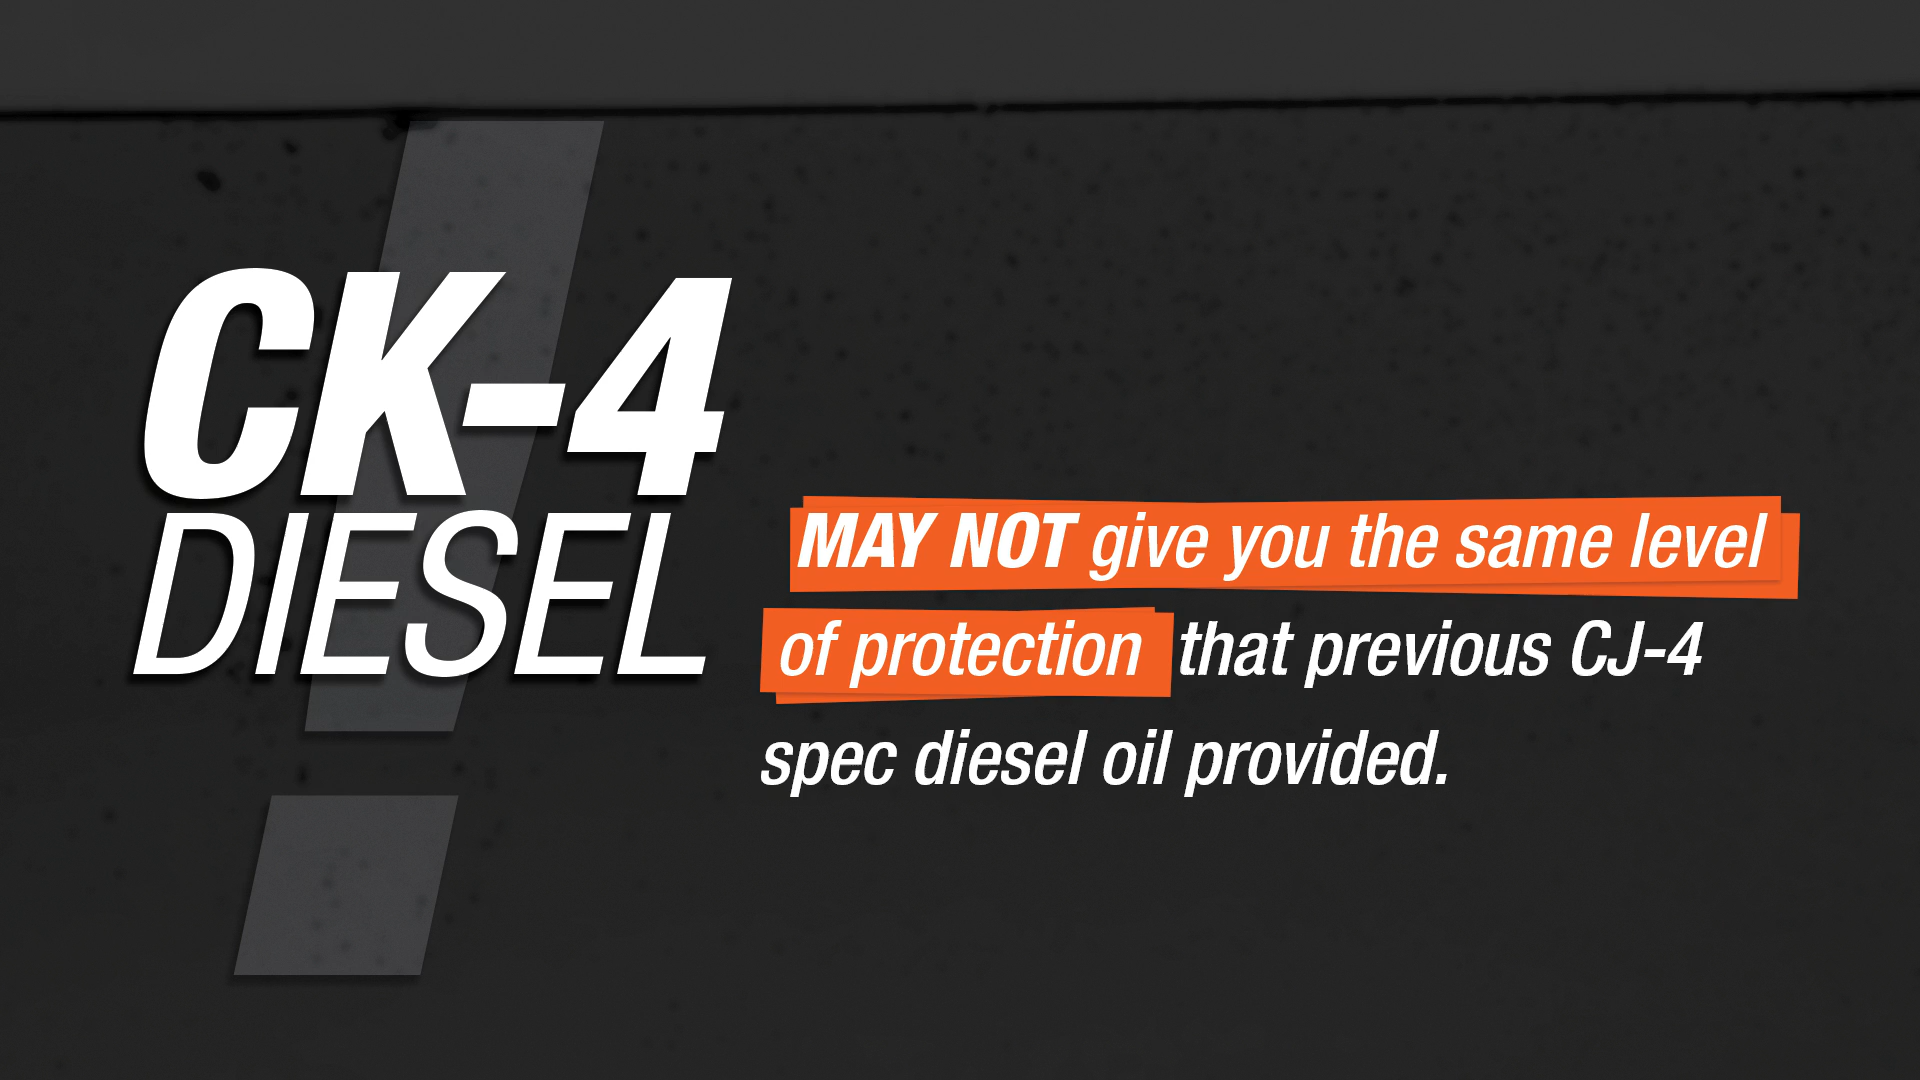 CK-4
DIESEL
MAY NOT give you the same level
of protection that previous CJ-4
spec diesel oil provided.